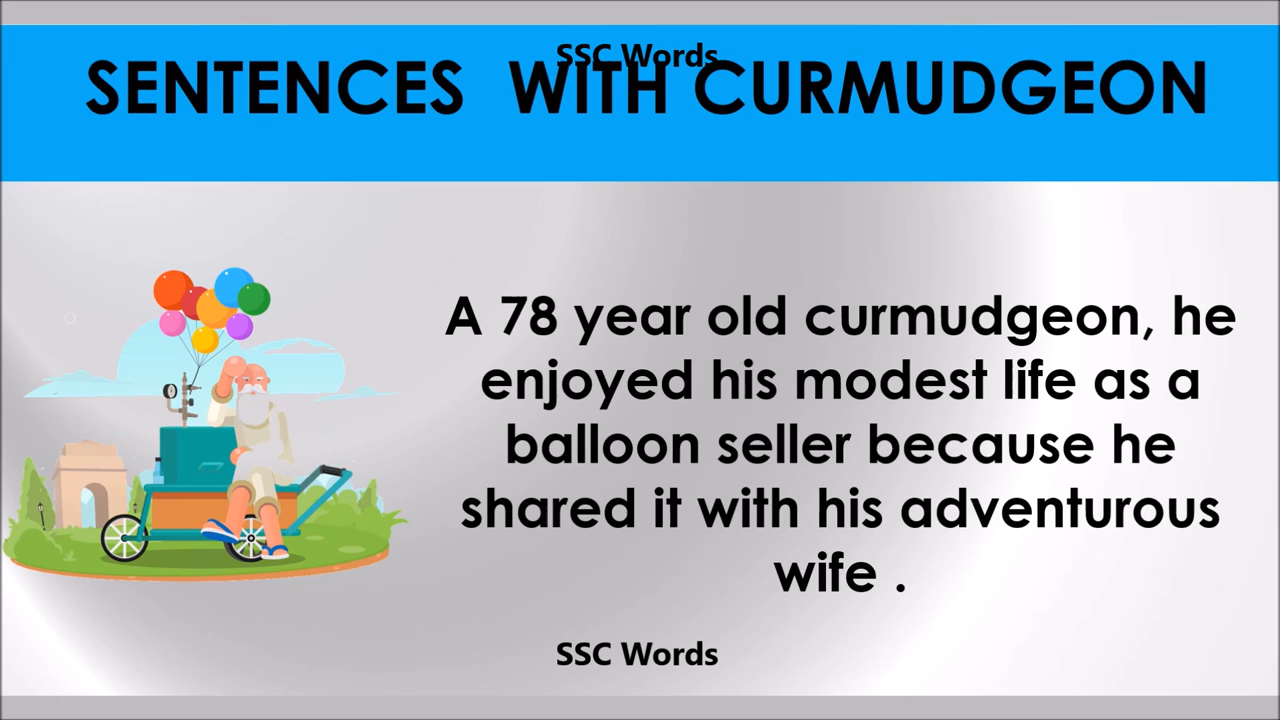 SSC Words
SENTENCES WITH CURMUDGEON
A 78 year old curmudgeon, he
enjoyed his modest life as a
balloon seller because he
shared it with his adventurous
wife .
SSC Words